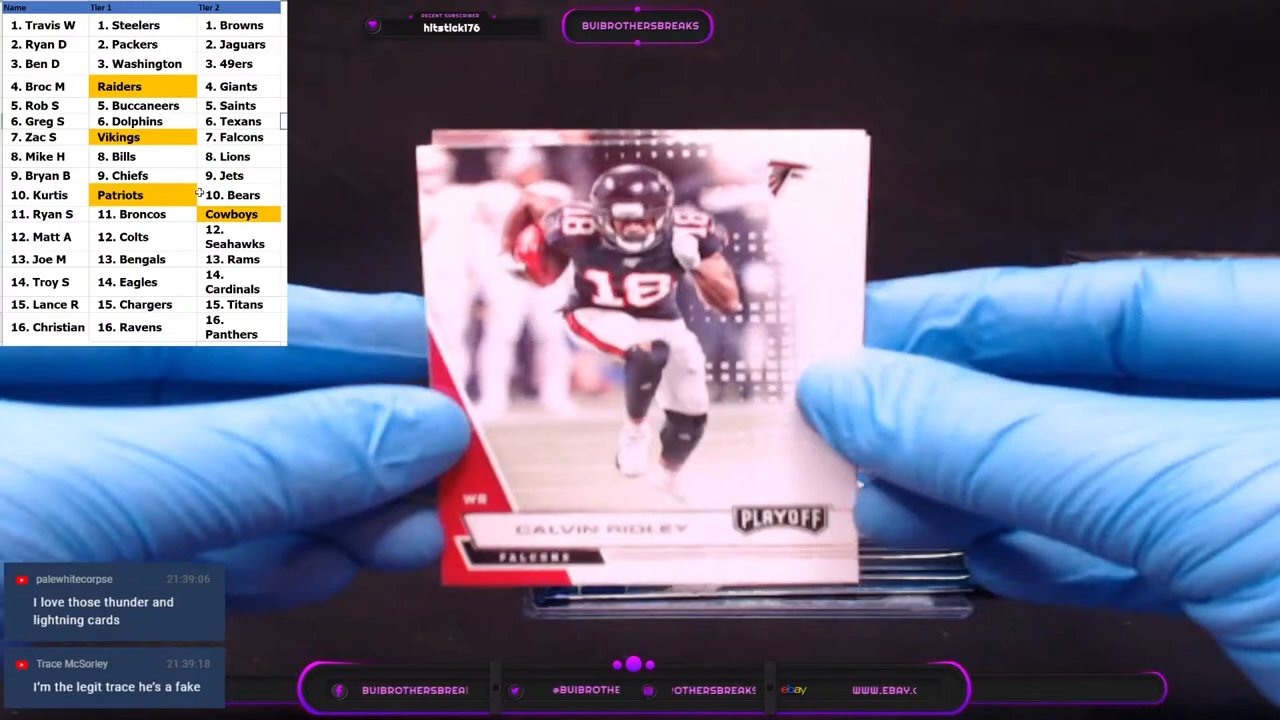 Name Tier 1 Tier 2
1. Travis W 1. Steelers 1. Browns
2. Ryan D 2. Packers 2. Jaguars
3. Ben D 3. Washington 3. 49ers
4. Broc M Raiders 4. Giants
5. Rob S 5. Buccaneers 5. Saints
6. Greg S 6. Dolphins 6. Texans
7. Zac S Vikings 7. Falcons
8. Mike H 8. Bills 8. Lions
9. Bryan B 9. Chiefs 9. Jets
10. Kurtis Patriots 10. Bears
11. Ryan S 11. Broncos Cowboys
12. Matt A 12. Colts 12. Seahawks
13. Joe M 13. Bengals 13. Rams
14. Troy S 14. Eagles 14. Cardinals
15. Lance R 15. Chargers 15. Titans
16. Christian 16. Ravens 16. Panthers
RECENT SUBSCRIBER
hitstick176
BUIBROTHERSBREAKS
18
18
WR
CALVIN RIDLEY
PLAYOFF
FALCONS
palewhitecorpse 21:39:06
I love those thunder and
lightning cards
Trace McSorley 21:39:18
I'm the legit trace he's a fake
BUIBROTHERSBREAI @BUIBROTHE 'OTHERSBREAKS ebay WWW.EBAY.C